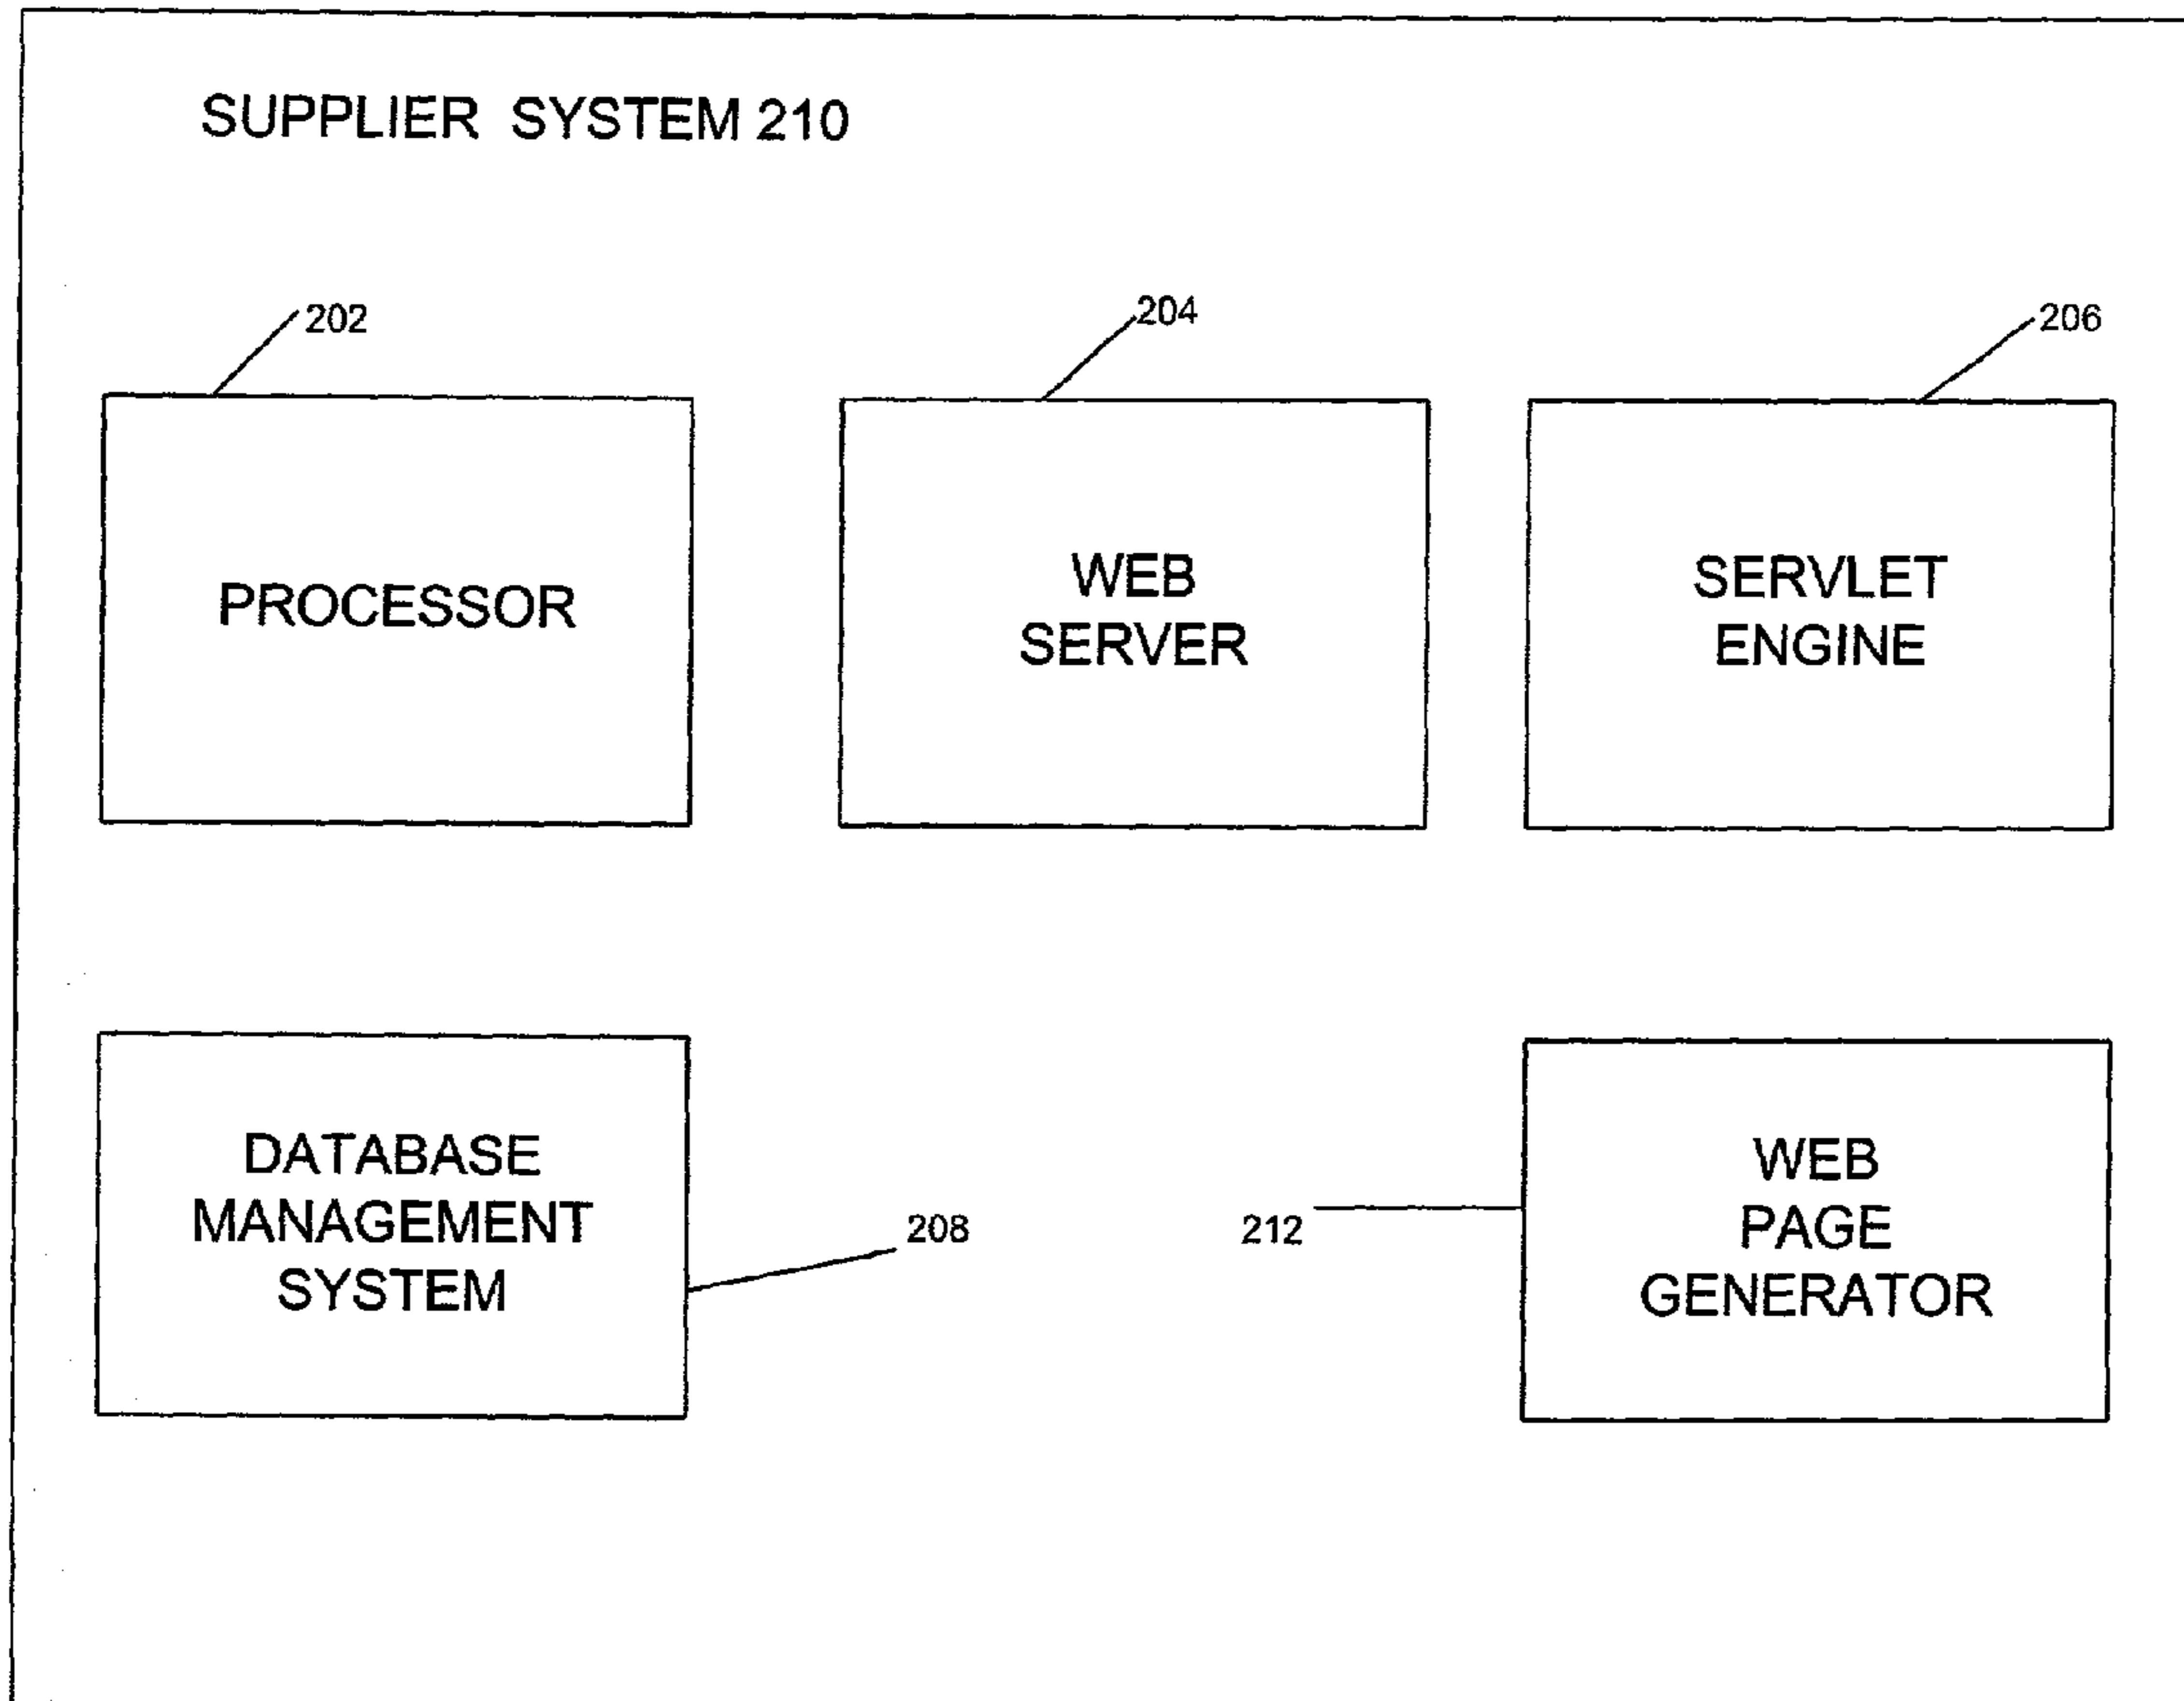 SUPPLIER SYSTEM 210
202
204
206
PROCESSOR
WEB
SERVER
SERVLET
ENGINE
DATABASE
MANAGEMENT
SYSTEM
208
212
WEB
PAGE
GENERATOR